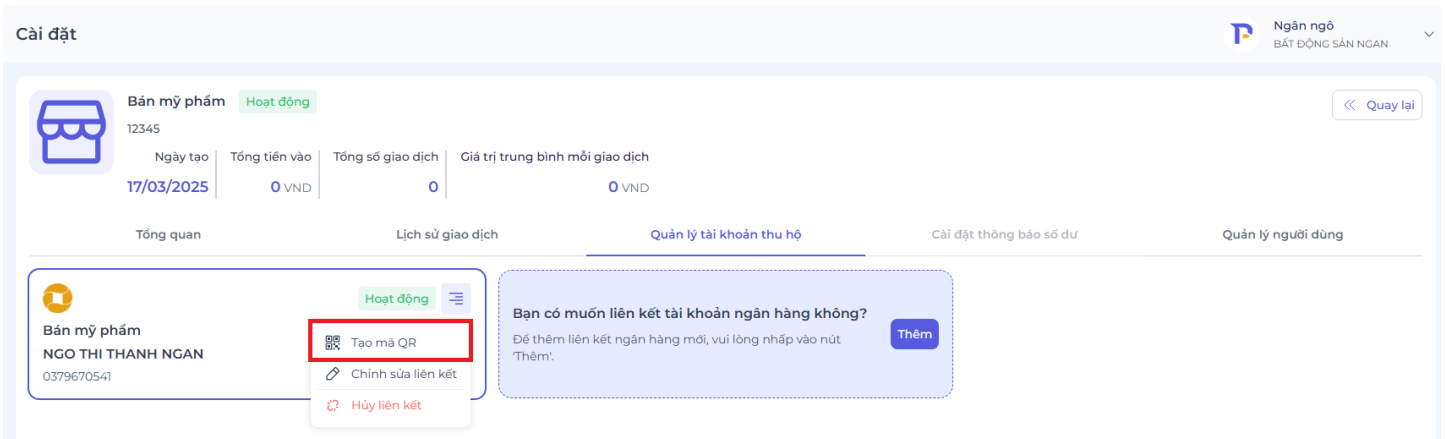 Cài đặt
Ngân ngô
BẤT ĐỘNG SẢN NGAN
Bán mỹ phẩm Hoạt động
12345
Quay lại
Ngày tạo Tổng tiền vào Tổng số giao dịch Giá trị trung bình mỗi giao dịch
17/03/2025 0 VND 0 0 VND
Tổng quan Lịch sử giao dịch Quản lý tài khoản thu hộ Cài đặt thông báo số dư Quản lý người dùng
Hoạt động
Bán mỹ phẩm
NGO THI THANH NGAN
0379670541
Tạo mã QR
Chỉnh sửa liên kết
Hủy liên kết
Bạn có muốn liên kết tài khoản ngân hàng không?
Để thêm liên kết ngân hàng mới, vui lòng nhấp vào nút
'Thêm'.
Thêm